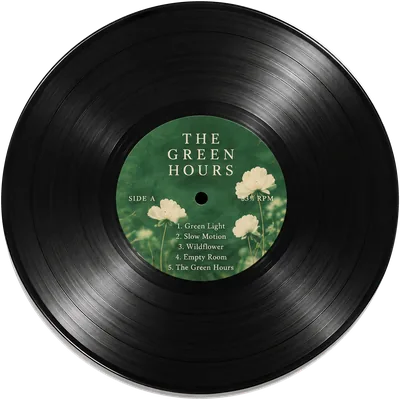 THE
GREEN
HOURS
SIDE A
RPM
1. Green Light
2. Slow Motion
3. Wildflower
4. Empty Room
5. The Green Hours